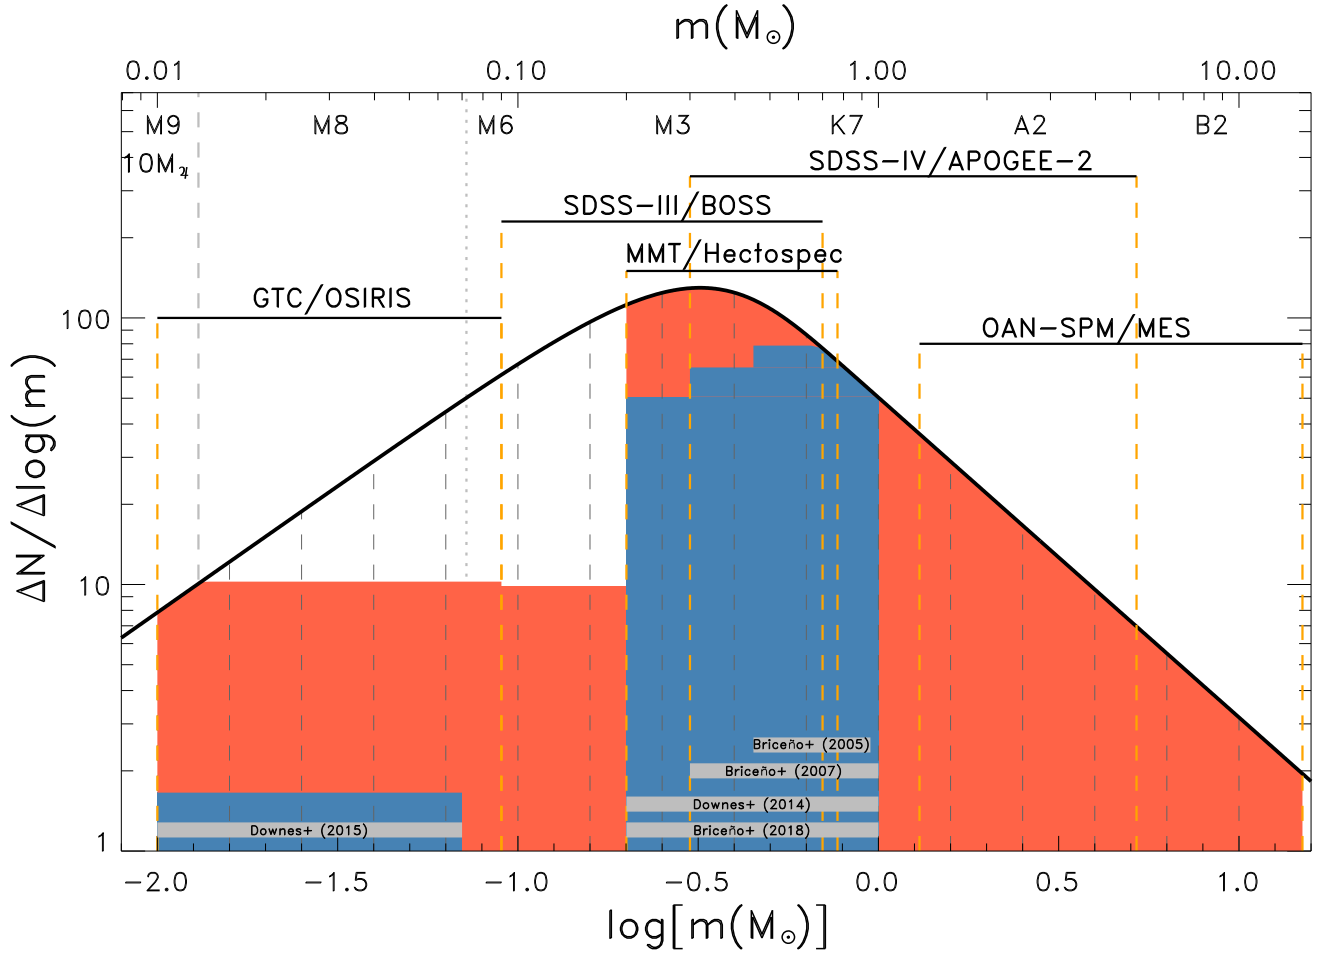 m(M☉)
0.01 0.10 1.00 10.00
M9 M8 M6 M3 K7 A2 B2
10M♃
SDSS-IV/APOGEE-2
SDSS-III/BOSS
MMT/Hectospec
GTC/OSIRIS
OAN-SPM/MES
100
10
1
ΔN/Δlog(m)
Briceño+ (2005)
Briceño+ (2007)
Downes+ (2014)
Downes+ (2015)
Briceño+ (2018)
-2.0 -1.5 -1.0 -0.5 0.0 0.5 1.0
log[m(M☉)]